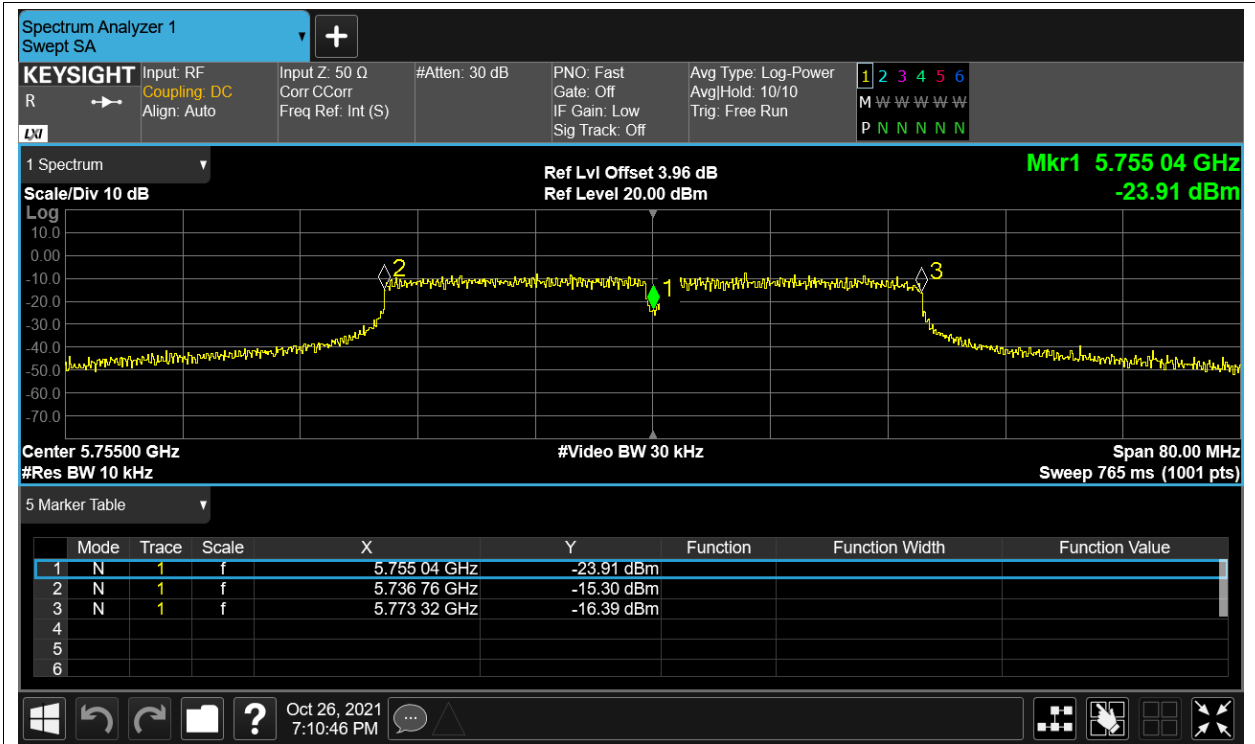 Spectrum Analyzer 1
Swept SA
KEYSIGHT
R
LXI
Input: RF
Coupling: DC
Align: Auto
Input Z: 50 Ω
Corr CCorr
Freq Ref: Int (S)
#Atten: 30 dB
PNO: Fast
Gate: Off
IF Gain: Low
Sig Track: Off
Avg Type: Log-Power
Avg|Hold: 10/10
Trig: Free Run
1 2 3 4 5 6
M W W W W W W
P N N N N N N
1 Spectrum
Scale/Div 10 dB
Ref Lvl Offset 3.96 dB
Ref Level 20.00 dBm
Mkr1 5.755 04 GHz
-23.91 dBm
Log
10.0
0.00
-10.0
-20.0
-30.0
-40.0
-50.0
-60.0
-70.0
2
1
3
Center 5.75500 GHz
#Video BW 30 kHz
Span 80.00 MHz
#Res BW 10 kHz
Sweep 765 ms (1001 pts)
5 Marker Table
Mode Trace Scale X Y Function Function Width Function Value
1 N 1 f 5.755 04 GHz -23.91 dBm
2 N 1 f 5.736 76 GHz -15.30 dBm
3 N 1 f 5.773 32 GHz -16.39 dBm
4
5
6
?
Oct 26, 2021
7:10:46 PM